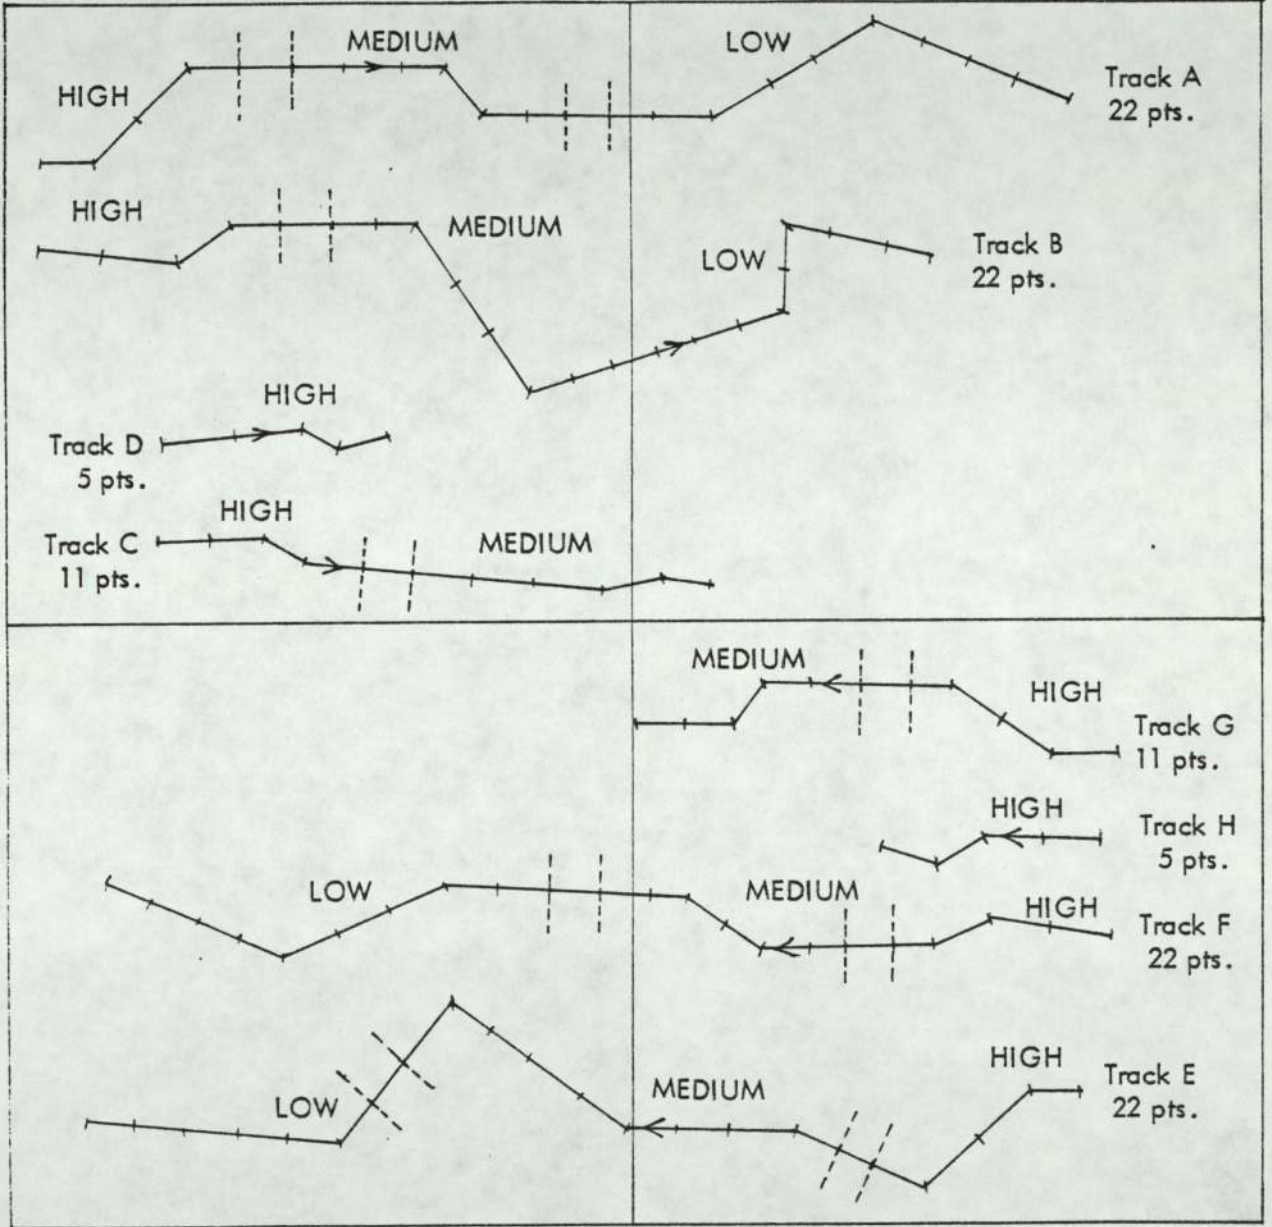 MEDIUM
LOW
HIGH
Track A
22 pts.
HIGH
MEDIUM
LOW
Track B
22 pts.
HIGH
Track D
5 pts.
HIGH
Track C
11 pts.
MEDIUM
MEDIUM
HIGH
Track G
11 pts.
HIGH
Track H
5 pts.
LOW
MEDIUM
HIGH
Track F
22 pts.
HIGH
MEDIUM
LOW
Track E
22 pts.